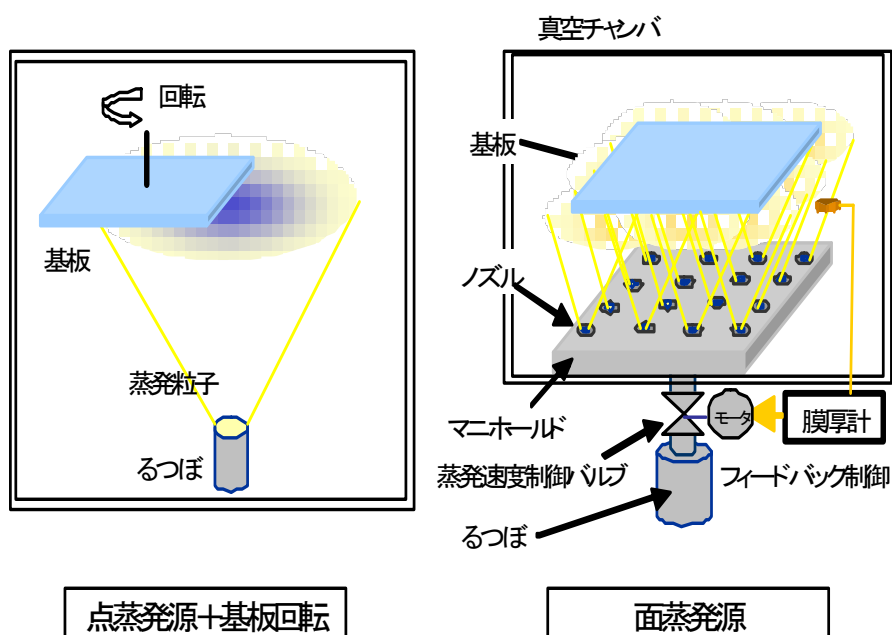 真空チャンバ
回転
基板
蒸発粒子
るつぼ
点蒸発源＋基板回転
基板
ノズル
マニホールド
モータ
膜厚計
蒸発速度制御バルブ
フィードバック制御
るつぼ
面蒸発源